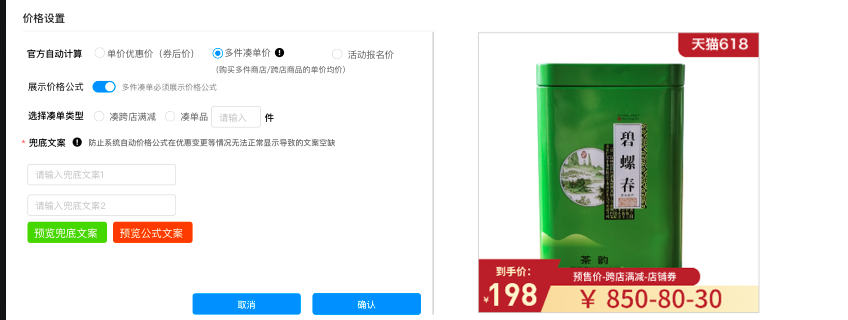 价格设置
官方自动计算 单价优惠价（券后价） 多件凑单价 活动报名价
(购买多件商店/跨店商品的单价均价)
展示价格公式 多件凑单必须展示价格公式
选择凑单类型 凑跨店满减 凑单品 请输入 件
* 兜底文案 防止系统自动价格公式在优惠变更等情况无法正常显示导致的文案空缺
请输入兜底文案1
请输入兜底文案2
预览兜底文案 预览公式文案
取消 确认
天猫618
碧螺春
茶韵
到手价:
¥198
预售价-跨店满减-店铺券
¥ 850-80-30